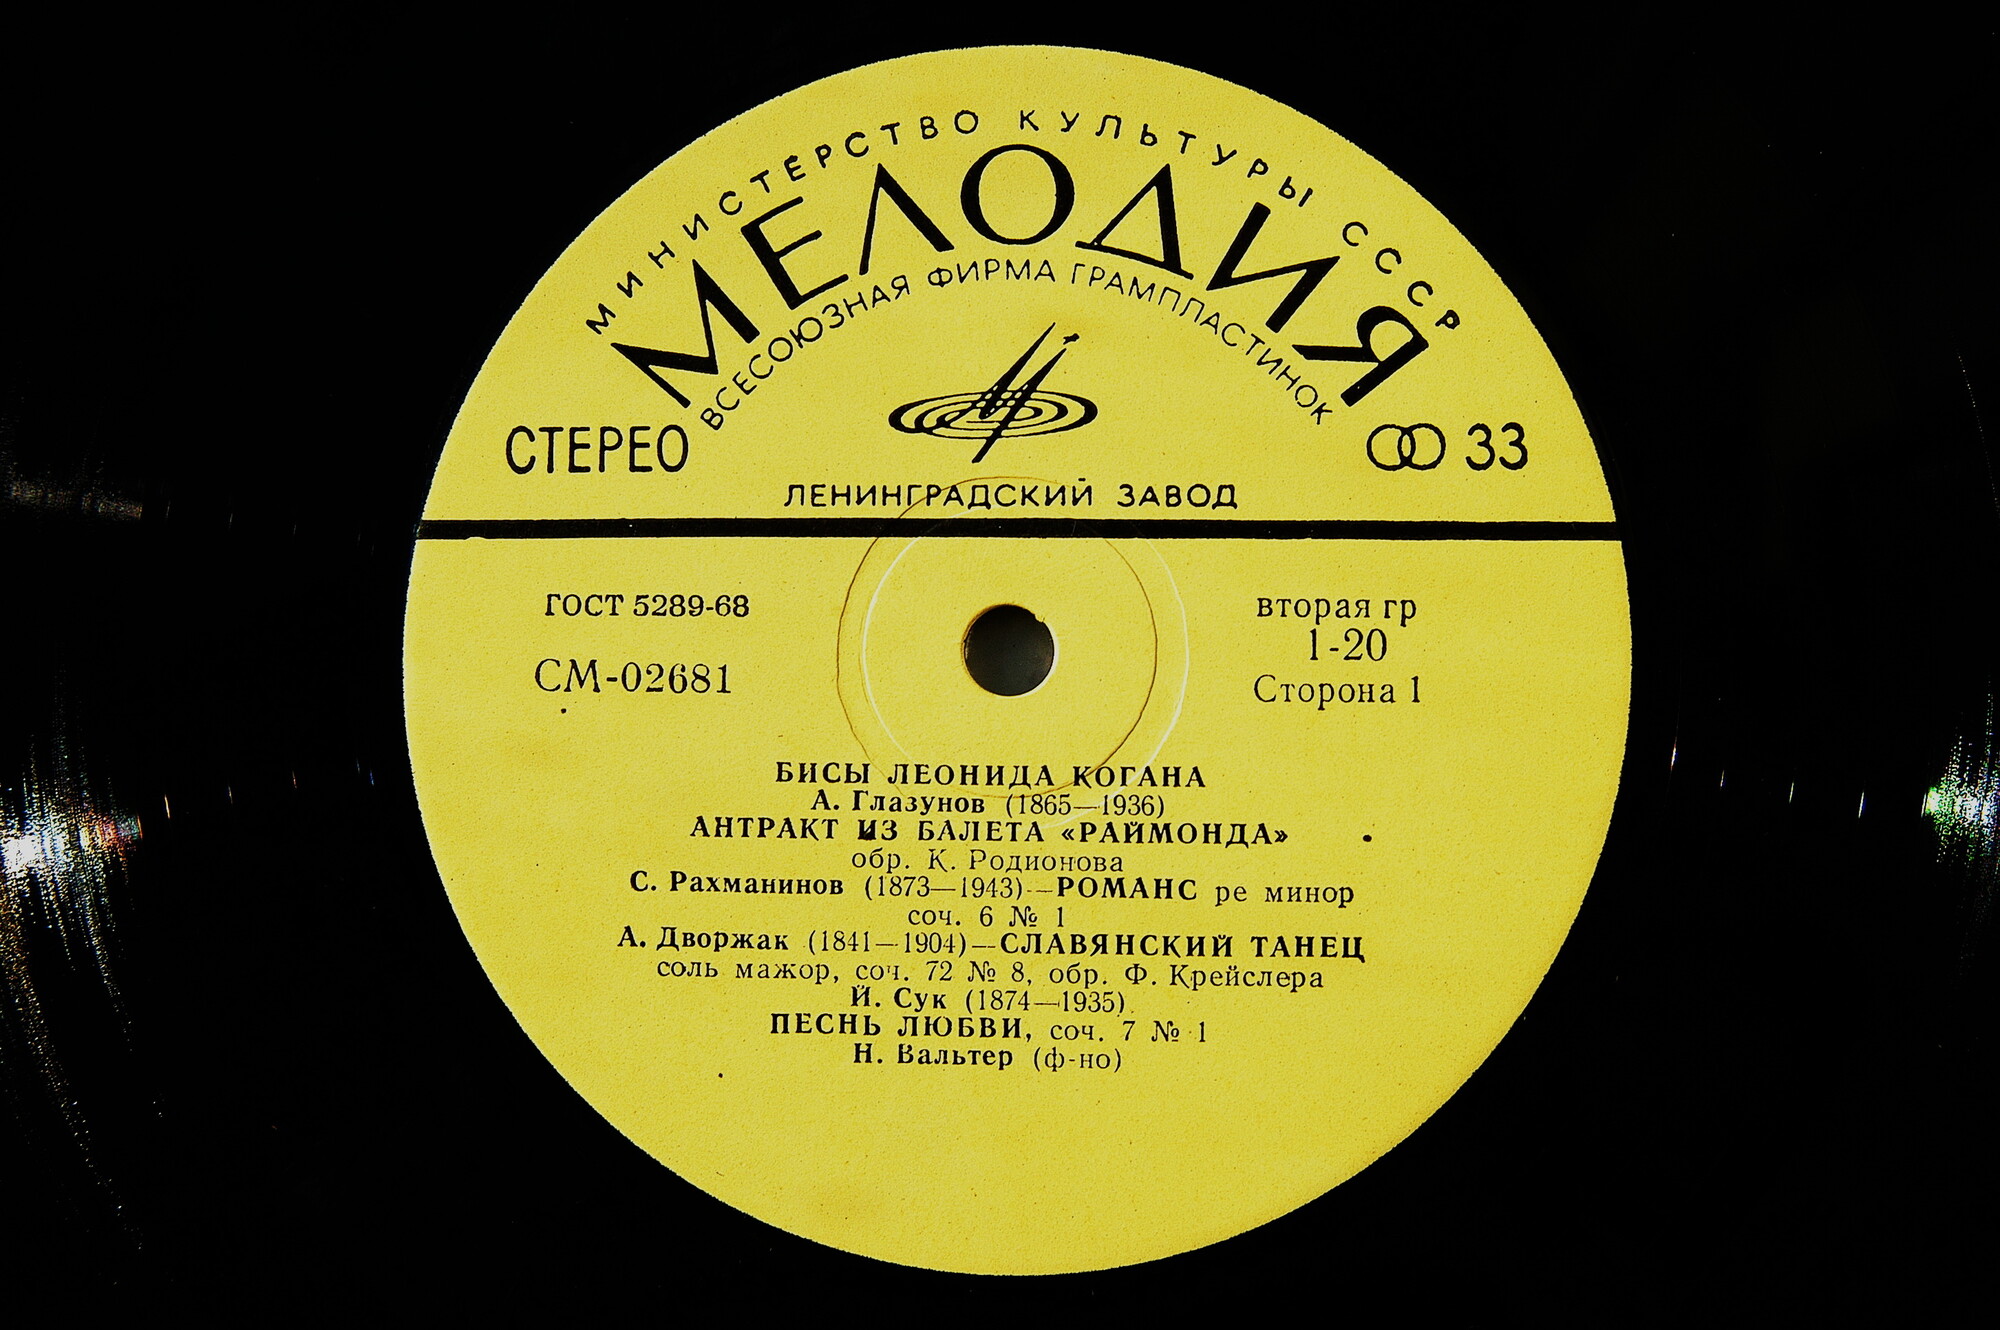 МИНИСТЕРСТВО КУЛЬТУРЫ СССР
МЕЛОДИЯ
ВСЕСОЮЗНАЯ ФИРМА ГРАМПЛАСТИНОК
СТЕРЕО
33
ЛЕНИНГРАДСКИЙ ЗАВОД
ГОСТ 5289-68
СМ-02681
вторая гр
1-20
Сторона 1
БИСЫ ЛЕОНИДА КОГАНА
А. Глазунов (1865—1936)
АНТРАКТ ИЗ БАЛЕТА «РАЙМОНДА»
обр. К. Родионова
С. Рахманинов (1873—1943)—РОМАНС ре минор
соч. 6 № 1
А. Дворжак (1841—1904)—СЛАВЯНСКИЙ ТАНЕЦ
соль мажор, соч. 72 № 8, обр. Ф. Крейслера
Й. Сук (1874—1935)
ПЕСНЬ ЛЮБВИ, соч. 7 № 1
Н. Вальтер (ф-но)